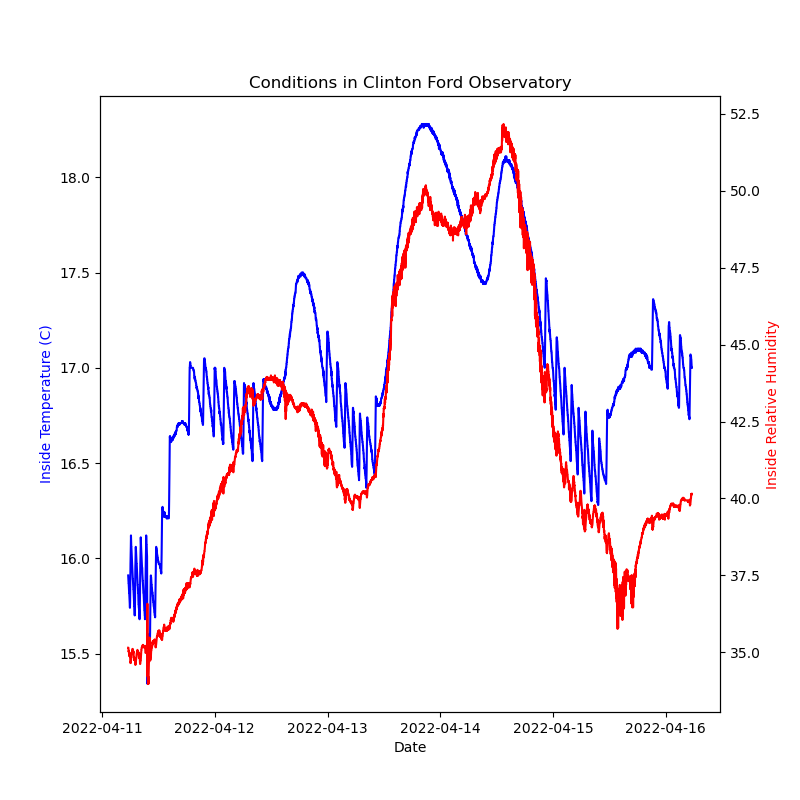 Conditions in Clinton Ford Observatory
Inside Temperature (C)
18.0
17.5
17.0
16.5
16.0
15.5
52.5
50.0
47.5
45.0
42.5
40.0
37.5
35.0
Inside Relative Humidity
2022-04-11 2022-04-12 2022-04-13 2022-04-14 2022-04-15 2022-04-16
Date